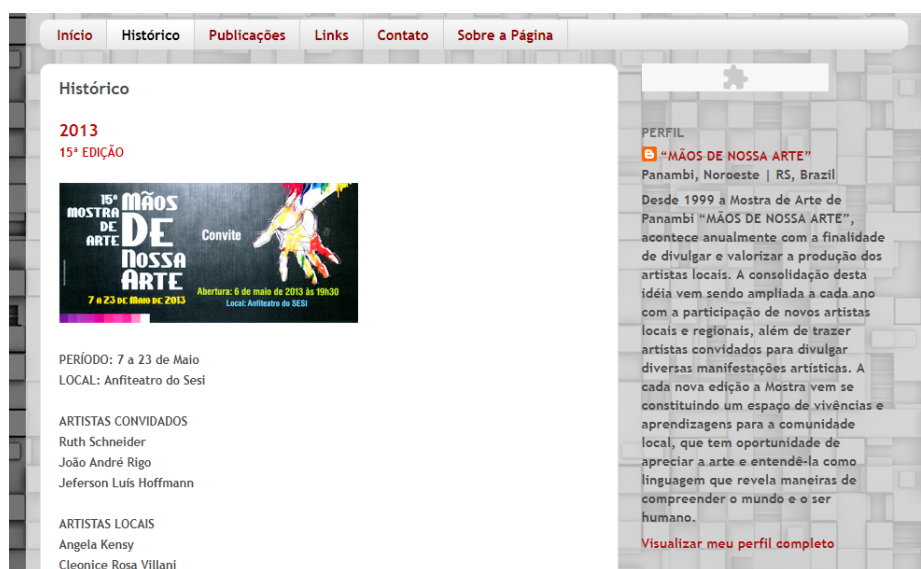 Início
Histórico
Publicações
Links
Contato
Sobre a Página
Histórico
2013
15ª EDIÇÃO
15ª
MOSTRA
DE
ARTE
MÃOS
DE
NOSSA
ARTE
7 a 23 DE MAIO DE 2013
Convite
Abertura: 6 de maio de 2013 às 19h30
Local: Anfiteatro do SESI
PERÍODO: 7 a 23 de Maio
LOCAL: Anfiteatro do Sesi
ARTISTAS CONVIDADOS
Ruth Schneider
João André Rigo
Jeferson Luís Hoffmann
ARTISTAS LOCAIS
Angela Kensy
Cleonice Rosa Villani
PERFIL
“MÃOS DE NOSSA ARTE”
Panambi, Noroeste | RS, Brazil
Desde 1999 a Mostra de Arte de
Panambi “MÃOS DE NOSSA ARTE”,
acontece anualmente com a finalidade
de divulgar e valorizar a produção dos
artistas locais. A consolidação desta
idéia vem sendo ampliada a cada ano
com a participação de novos artistas
locais e regionais, além de trazer
artistas convidados para divulgar
diversas manifestações artísticas. A
cada nova edição a Mostra vem se
constituindo um espaço de vivências e
aprendizagens para a comunidade
local, que tem oportunidade de
apreciar a arte e entendê-la como
linguagem que revela maneiras de
compreender o mundo e o ser
humano.
Visualizar meu perfil completo